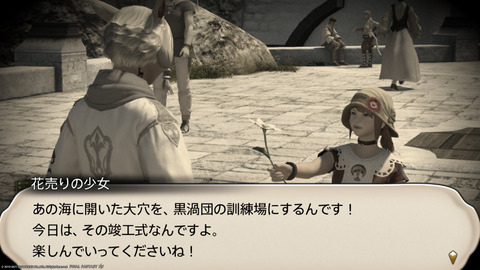 花売りの少女
あの海に開いた大穴を、黒渦団の訓練場にするんです！
今日は、その竣工式なんですよ。
楽しんでいってくださいね！